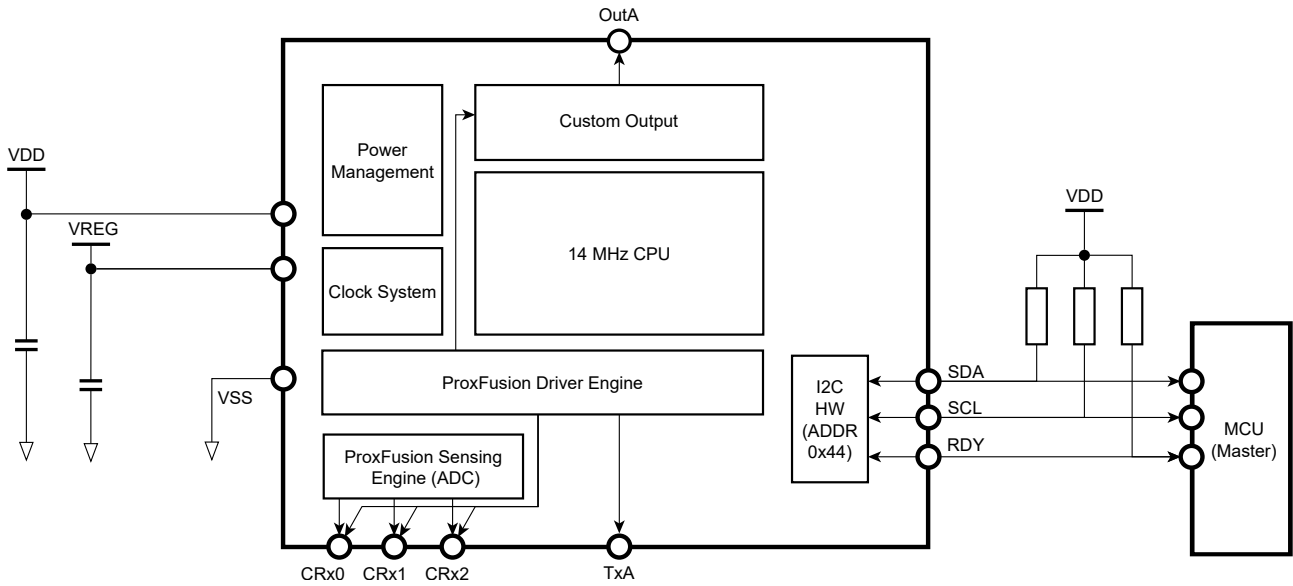 OutA
Power
Management
Custom Output
VDD
VREG
14 MHz CPU
Clock System
VDD
ProxFusion Driver Engine
VSS
I2C
HW
(ADDR
0x44)
SDA
SCL
RDY
MCU
(Master)
ProxFusion Sensing
Engine (ADC)
CRx0
CRx1
CRx2
TxA